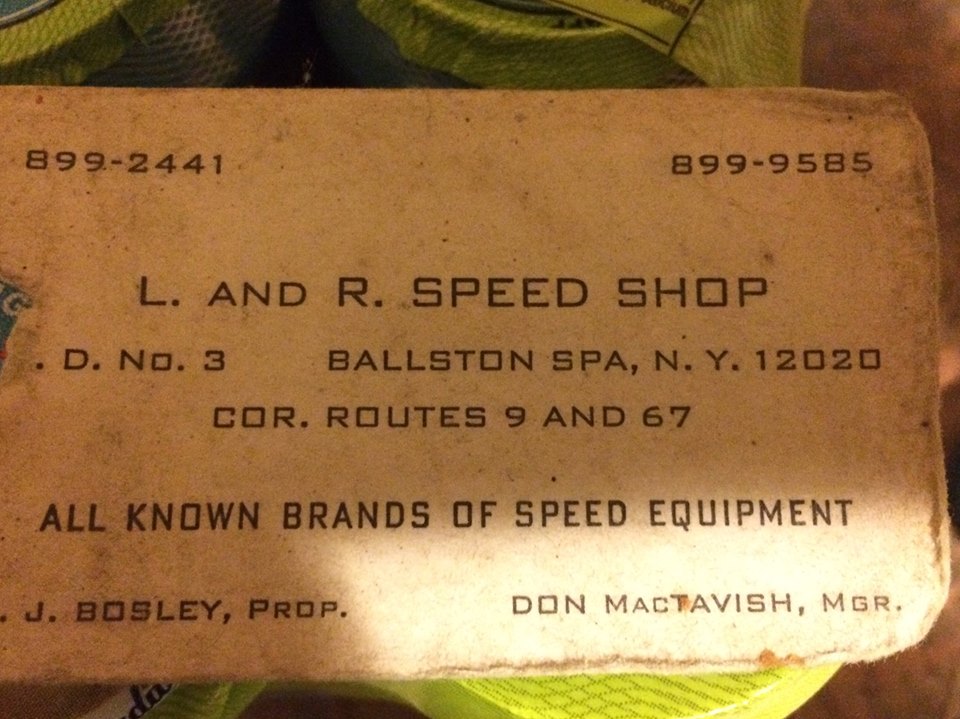 899-2441 899-9585
L. AND R. SPEED SHOP
. D. No. 3 BALLSTON SPA, N. Y. 12020
COR. ROUTES 9 AND 67
ALL KNOWN BRANDS OF SPEED EQUIPMENT
. J. BOSLEY, PROP. DON MACTAVISH, MGR.